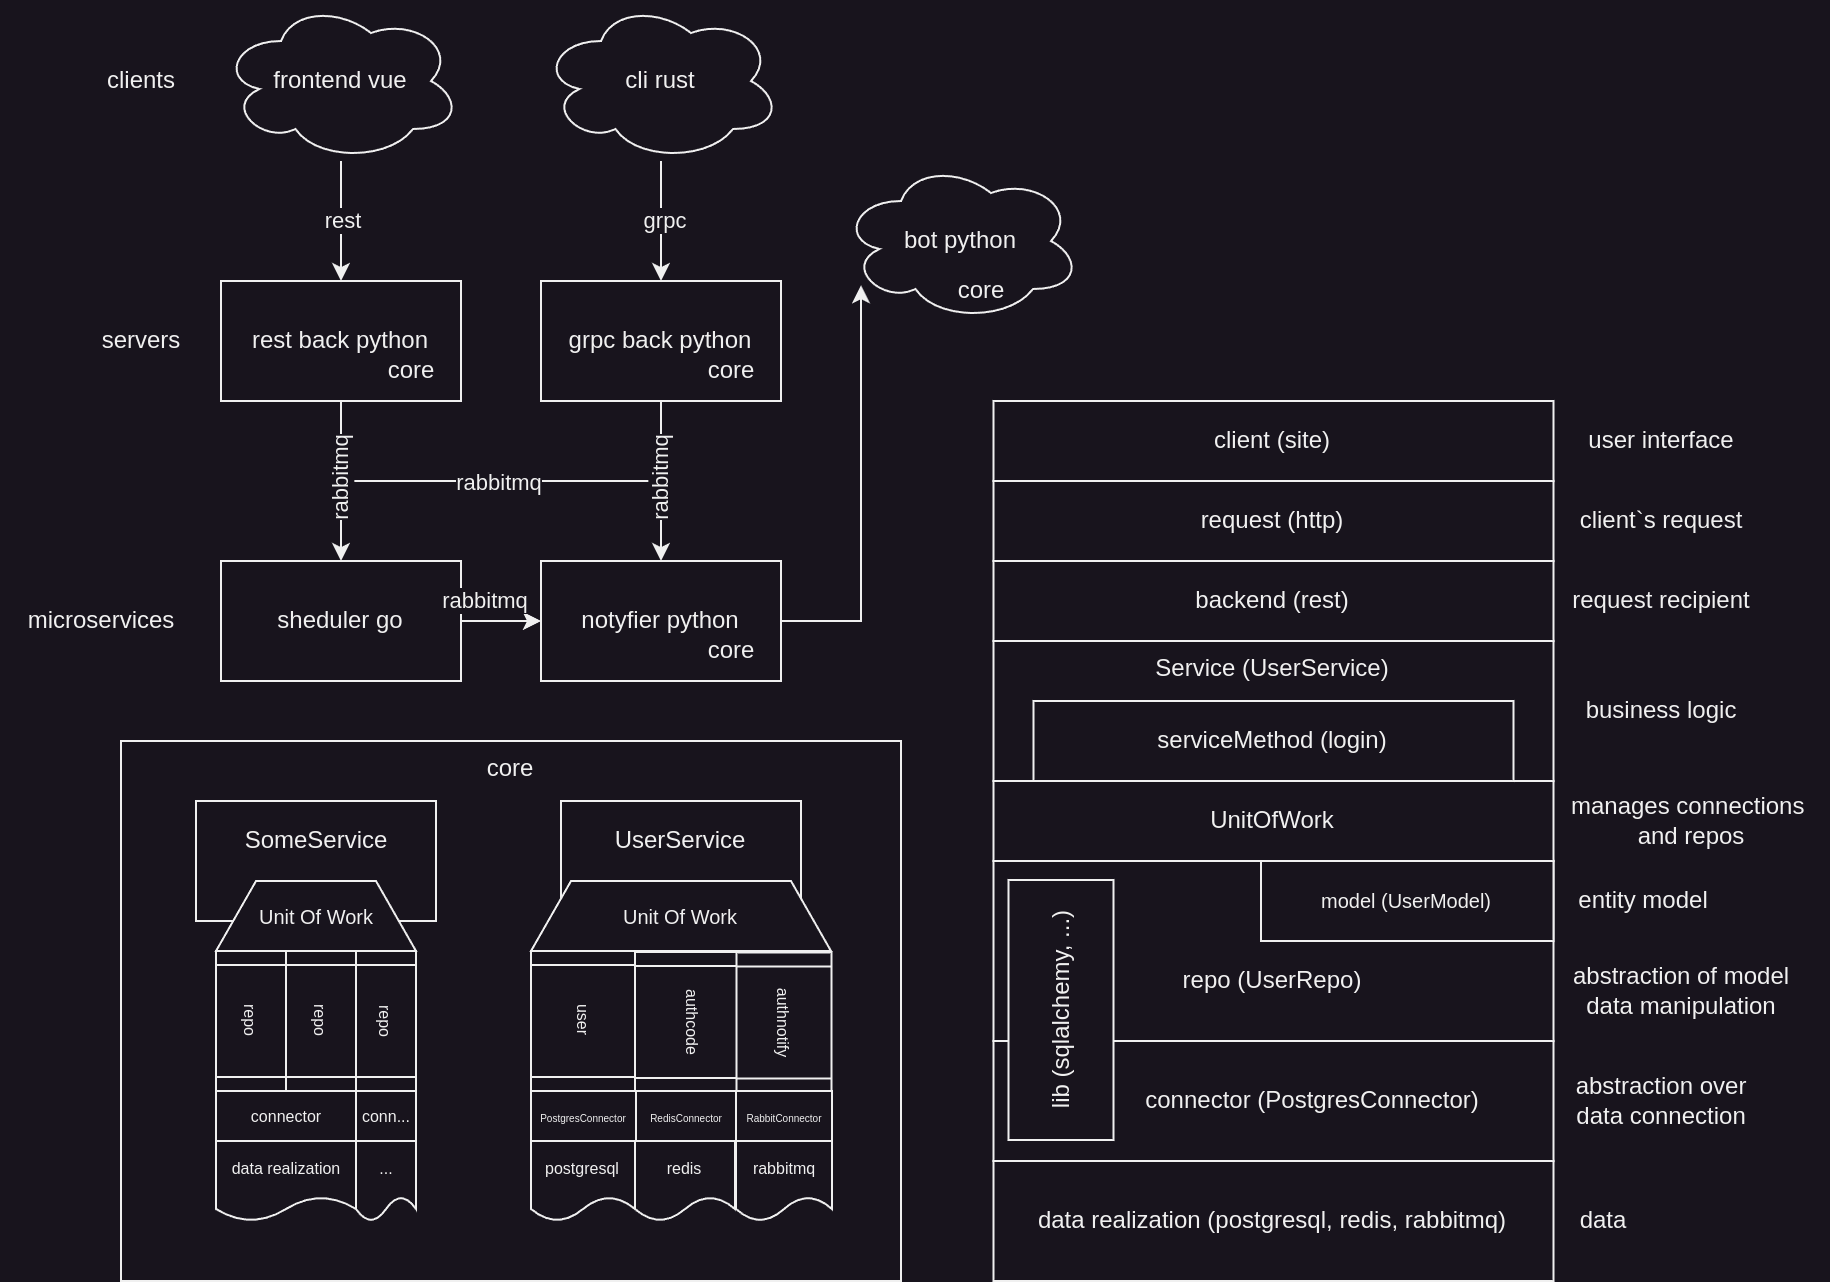 clients
frontend vue
cli rust
rest
grpc
bot python
core
servers
rest back python
core
grpc back python
core
rabbitmq
rabbitmq
rabbitmq
microservices
sheduler go
rabbitmq
notyfier python
core
core
SomeService
Unit Of Work
repo
repo
repo
connector
conn...
data realization
...
UserService
Unit Of Work
user
authcode
authnotify
PostgresConnector
RedisConnector
RabbitConnector
postgresql
redis
rabbitmq
client (site)
user interface
request (http)
client`s request
backend (rest)
request recipient
Service (UserService)
serviceMethod (login)
business logic
UnitOfWork
manages connections
and repos
model (UserModel)
entity model
lib (sqlalchemy, ...)
repo (UserRepo)
abstraction of model
data manipulation
connector (PostgresConnector)
abstraction over
data connection
data realization (postgresql, redis, rabbitmq)
data